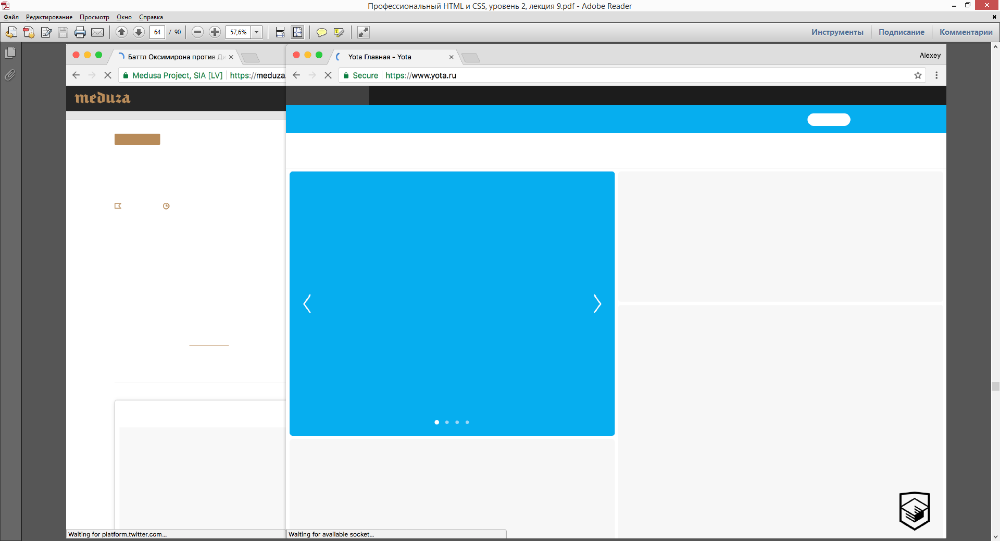 Профессиональный HTML и CSS, уровень 2, лекция 9.pdf - Adobe Reader
Файл Редактирование Просмотр Окно Справка
64 / 90 57,6% Инструменты Подписание Комментарии
Баттл Оксимирона против Ди
Medusa Project, SIA [LV] https://meduza.
meduza
Waiting for platform.twitter.com...
Yota Главная - Yota Alexey
Secure https://www.yota.ru
Waiting for available socket...